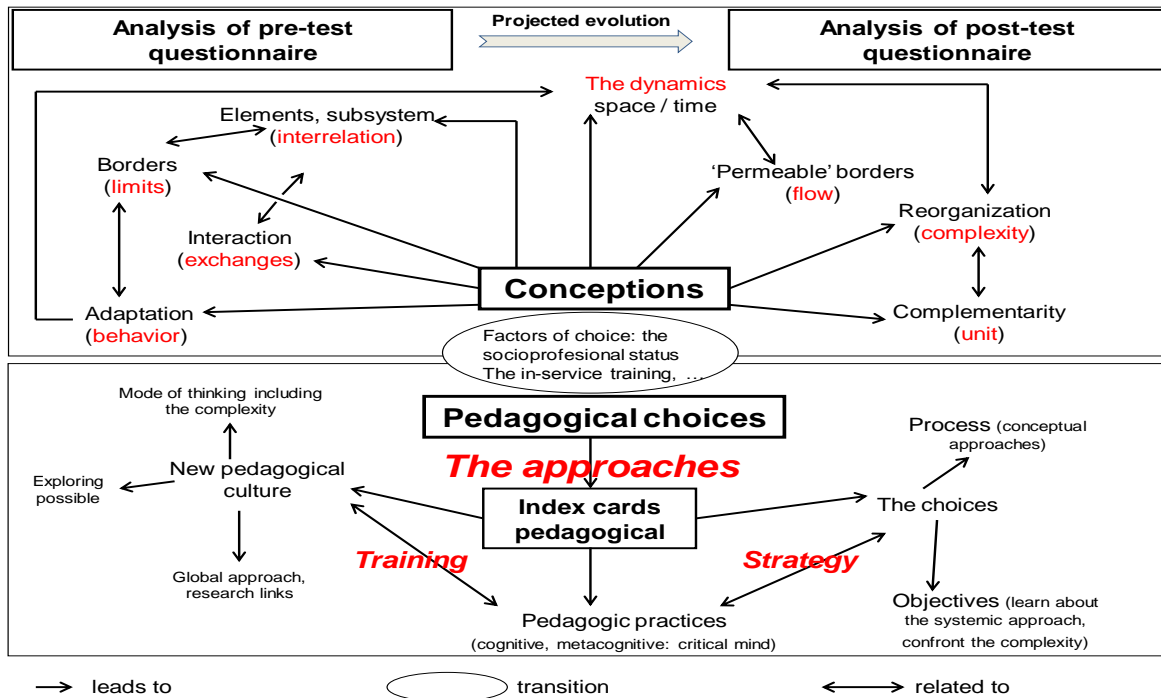 Analysis of pre-test
questionnaire
Projected evolution
Analysis of post-test
questionnaire
The dynamics
space / time
Elements, subsystem
(interrelation)
Borders
(limits)
'Permeable' borders
(flow)
Reorganization
(complexity)
Interaction
(exchanges)
Conceptions
Adaptation
(behavior)
Complementarity
(unit)
Factors of choice: the
socioprofesional status
The in-service training, ...
Mode of thinking including
the complexity
Pedagogical choices
Process (conceptual
approaches)
The approaches
New pedagogical
culture
Exploring
possible
Index cards
pedagogical
The choices
Training
Strategy
Global approach,
research links
Pedagogic practices
(cognitive, metacognitive: critical mind)
Objectives (learn about
the systemic approach,
confront the complexity)
leads to
transition
related to